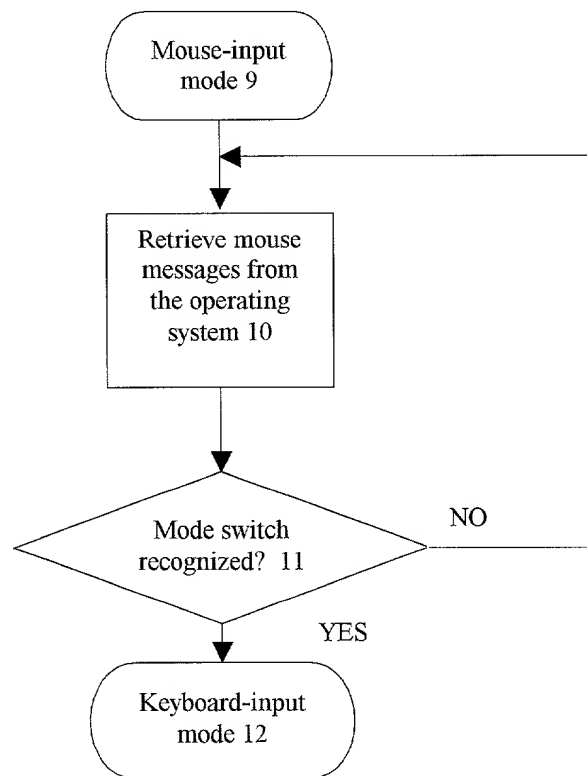 Mouse-input
mode 9
Retrieve mouse
messages from
the operating
system 10
Mode switch
recognized?  11
NO
YES
Keyboard-input
mode 12